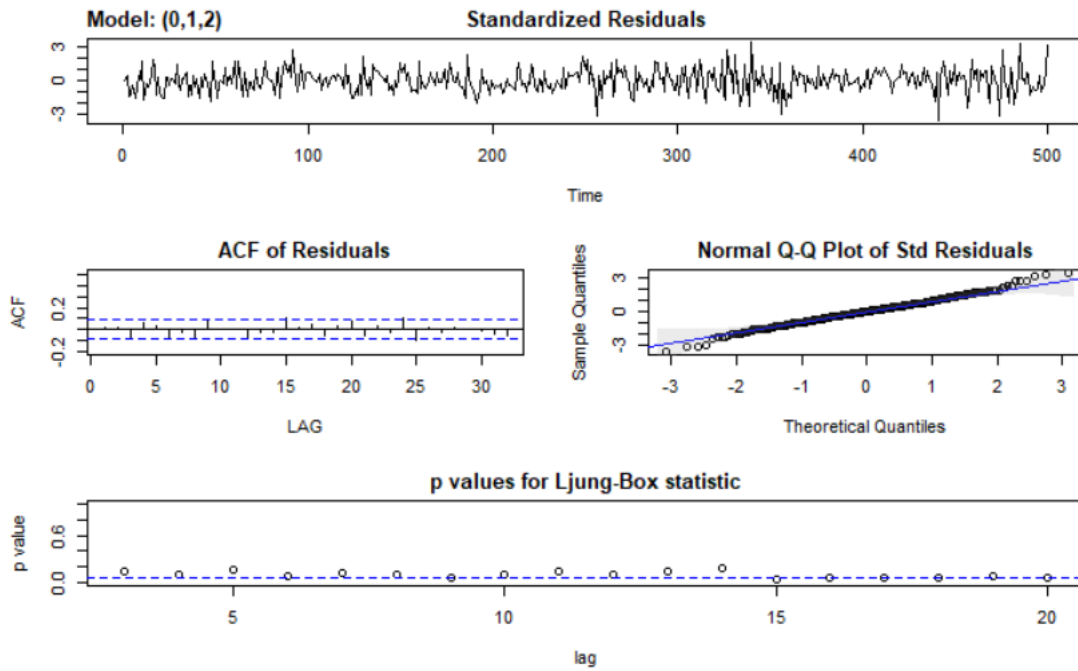 Model: (0,1,2) Standardized Residuals
3
0
-3
0 100 200 300 400 500
Time
ACF of Residuals
ACF
0.2
-0.2
0 5 10 15 20 25 30
LAG
Normal Q-Q Plot of Std Residuals
Sample Quantiles
3
0
-3
-3 -2 -1 0 1 2 3
Theoretical Quantiles
p values for Ljung-Box statistic
p value
0.6
0.0
5 10 15 20
lag